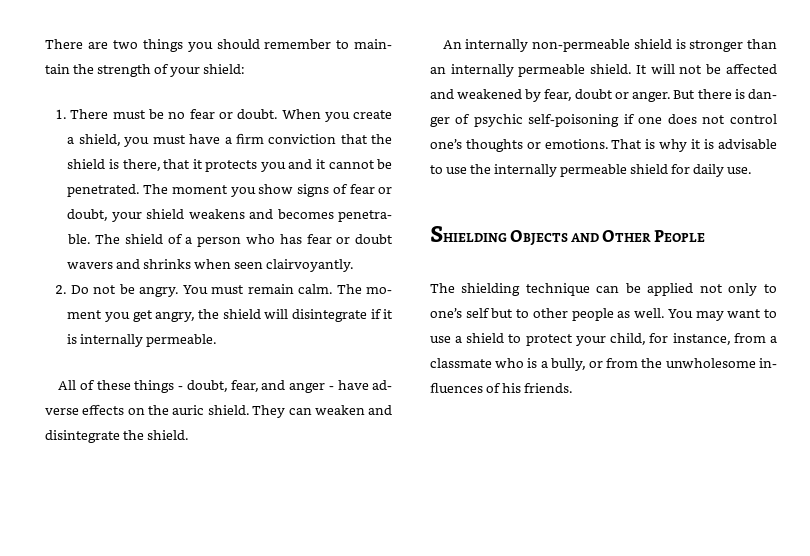 There are two things you should remember to main-
tain the strength of your shield:
1. There must be no fear or doubt. When you create
a shield, you must have a firm conviction that the
shield is there, that it protects you and it cannot be
penetrated. The moment you show signs of fear or
doubt, your shield weakens and becomes penetra-
ble. The shield of a person who has fear or doubt
wavers and shrinks when seen clairvoyantly.
2. Do not be angry. You must remain calm. The mo-
ment you get angry, the shield will disintegrate if it
is internally permeable.
All of these things - doubt, fear, and anger - have ad-
verse effects on the auric shield. They can weaken and
disintegrate the shield.
An internally non-permeable shield is stronger than
an internally permeable shield. It will not be affected
and weakened by fear, doubt or anger. But there is dan-
ger of psychic self-poisoning if one does not control
one's thoughts or emotions. That is why it is advisable
to use the internally permeable shield for daily use.
Shielding Objects and Other People
The shielding technique can be applied not only to
one's self but to other people as well. You may want to
use a shield to protect your child, for instance, from a
classmate who is a bully, or from the unwholesome in-
fluences of his friends.